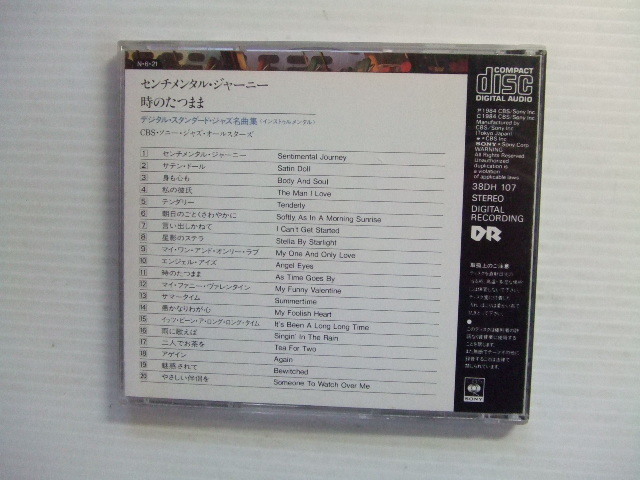 N・6・21
センチメンタル・ジャーニー
時のたつまま
デジタル・スタンダード・ジャズ名曲集〈インストゥルメンタル〉
CBS・ソニー・ジャズ・オールスターズ
1 センチメンタル・ジャーニー Sentimental Journey
2 サテン・ドール Satin Doll
3 身も心も Body And Soul
4 私の彼氏 The Man I Love
5 テンダリー Tenderly
6 朝日のごとくさわやかに Softly As In A Morning Sunrise
7 言い出しかねて I Can't Get Started
8 星影のステラ Stella By Starlight
9 マイ・ワン・アンド・オンリー・ラブ My One And Only Love
10 エンジェル・アイズ Angel Eyes
11 時のたつまま As Time Goes By
12 マイ・ファニー・ヴァレンタイン My Funny Valentine
13 サマータイム Summertime
14 愚かなりわが心 My Foolish Heart
15 イッツ・ビーン・ア・ロング・ロング・タイム It's Been A Long Long Time
16 雨に歌えば Singin' In The Rain
17 二人でお茶を Tea For Two
18 アゲイン Again
19 魅惑されて Bewitched
20 やさしい伴侶を Someone To Watch Over Me
COMPACT
disc
DIGITAL AUDIO
℗ 1984 CBS/Sony Inc
© 1984 CBS/Sony Inc
Manufactured by
CBS/Sony Inc
(Tokyo Japan)
● CBS Inc
SONY Sony Corp
WARNING
All Rights Reserved
Unauthorized
duplication is
a violation
of applicable laws
38DH 107
STEREO
DIGITAL
RECORDING
DR
取扱上のご注意
SONY